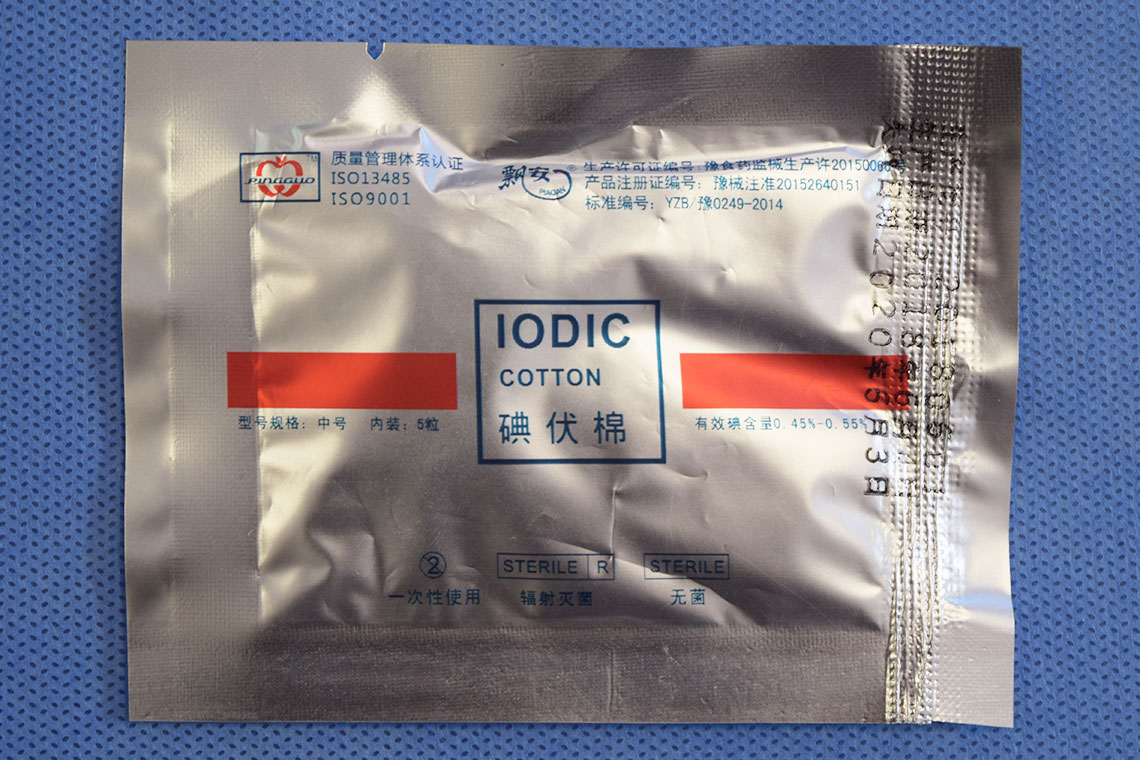 PINGGUO TM
质量管理体系认证
ISO13485
ISO9001
飘安®
PIAOAN
生产许可证编号:豫食药监械生产许201500
产品注册证编号:豫械注准20152640151
标准编号:YZB/豫0249-2014
IODIC
COTTON
碘伏棉
型号规格:中号 内装:5粒
有效碘含量0.45%-0.55%
2
一次性使用
STERILE R
辐射灭菌
STERILE
无菌
2020年5月3日